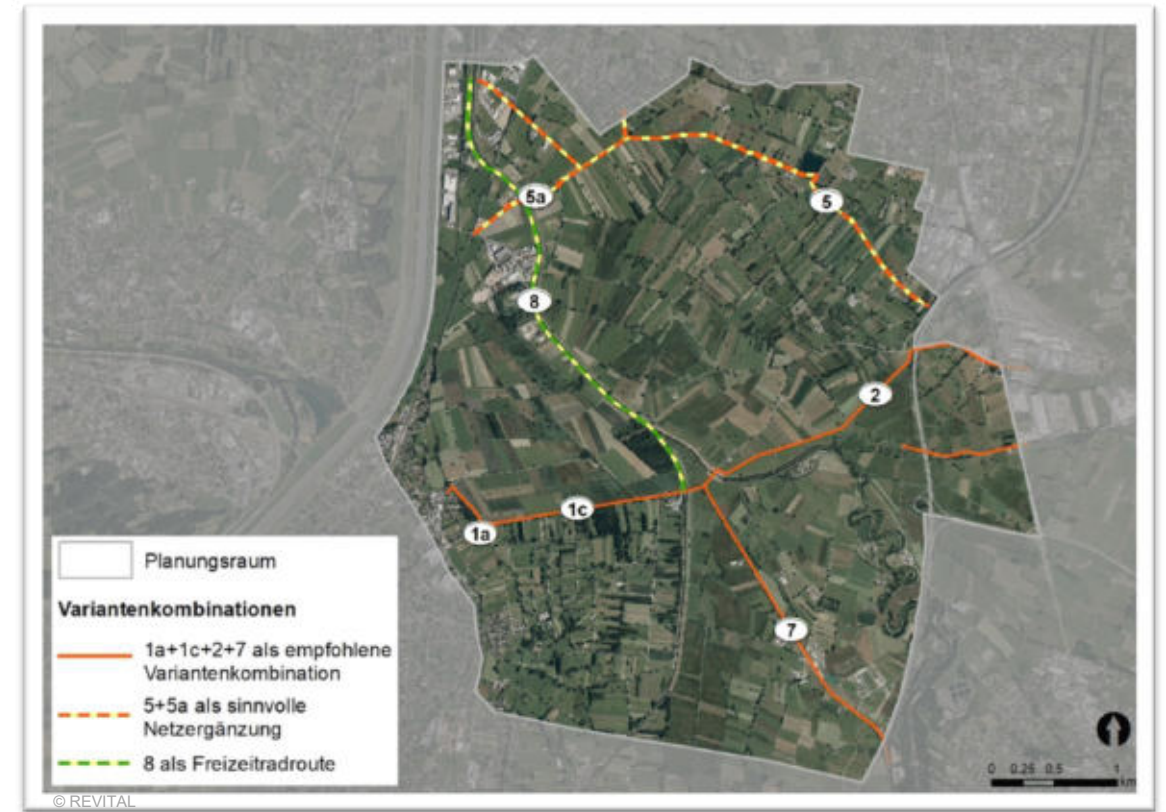 5a
5
8
2
1c
1a
7
Planungsraum
Variantenkombinationen
1a+1c+2+7 als empfohlene
Variantenkombination
5+5a als sinnvolle
Netzergänzung
8 als Freizeitradroute
0 0.25 0.5 1
km
© REVITAL